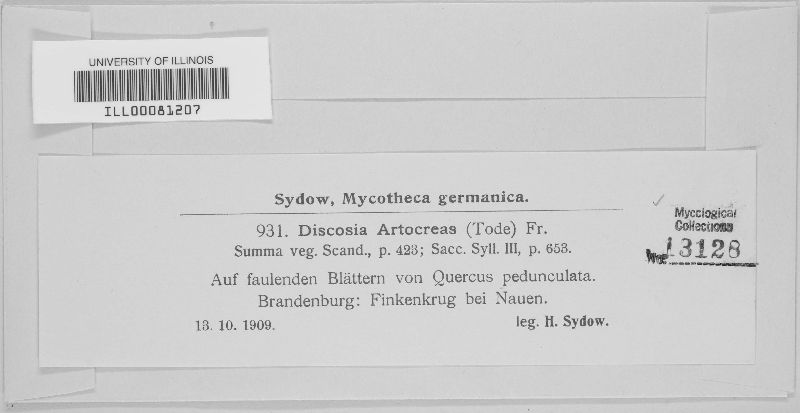 UNIVERSITY OF ILLINOIS
ILL00081207
Sydow, Mycotheca germanica.
931. Discosia Artocreas (Tode) Fr.
Summa veg. Scand., p. 423; Sacc. Syll. III, p. 653.
Auf faulenden Blättern von Quercus pedunculata.
Brandenburg: Finkenkrug bei Nauen.
13. 10. 1909.
leg. H. Sydow.
Mycological
Collections
13128